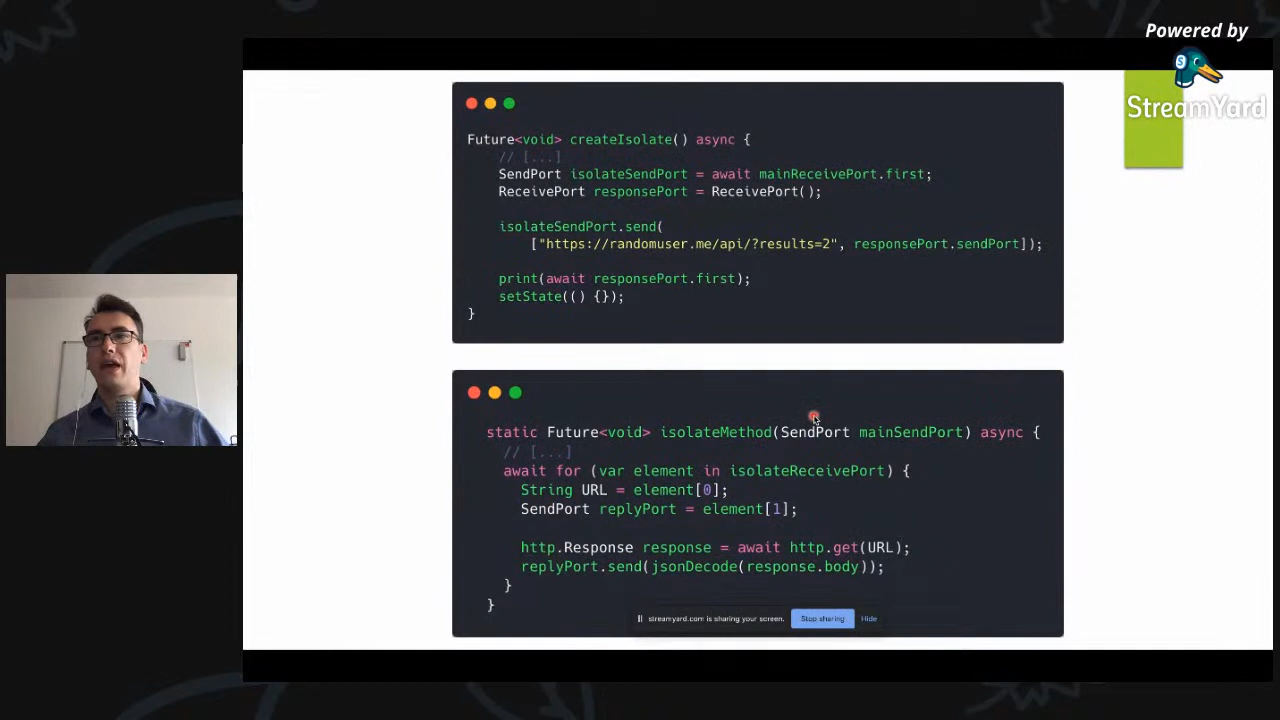 Powered by
StreamYard
Future<void> createIsolate() async {
// [...]
SendPort isolateSendPort = await mainReceivePort.first;
ReceivePort responsePort = ReceivePort();
isolateSendPort.send(
["https://randomuser.me/api/?results=2", responsePort.sendPort]);
print(await responsePort.first);
setState(() {});
}
static Future<void> isolateMethod(SendPort mainSendPort) async {
// [...]
await for (var element in isolateReceivePort) {
String URL = element[0];
SendPort replyPort = element[1];
http.Response response = await http.get(URL);
replyPort.send(jsonDecode(response.body));
}
}
streamyard.com is sharing your screen. Stop sharing Hide